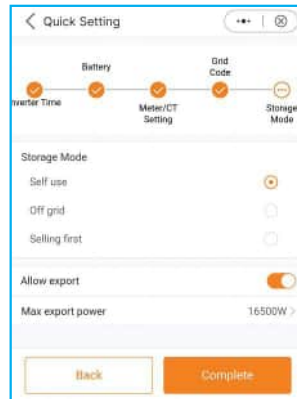 Quick Setting
Battery
Grid
Code
nverter Time
Meter/CT
Setting
Storage
Mode
Storage Mode
Self use
Off grid
Selling first
Allow export
Max export power 16500W
Back Complete